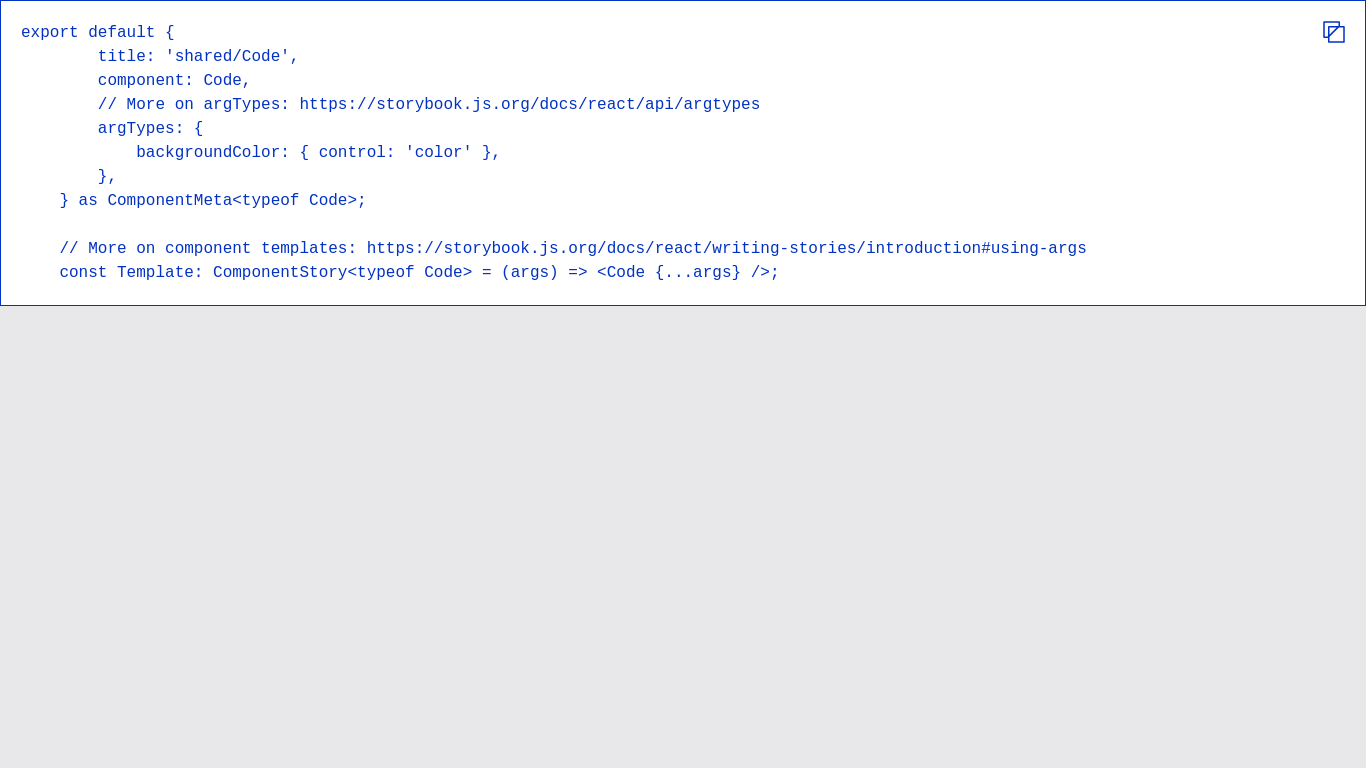 export default {
        title: 'shared/Code',
        component: Code,
        // More on argTypes: https://storybook.js.org/docs/react/api/argtypes
        argTypes: {
            backgroundColor: { control: 'color' },
        },
    } as ComponentMeta<typeof Code>;

    // More on component templates: https://storybook.js.org/docs/react/writing-stories/introduction#using-args
    const Template: ComponentStory<typeof Code> = (args) => <Code {...args} />;